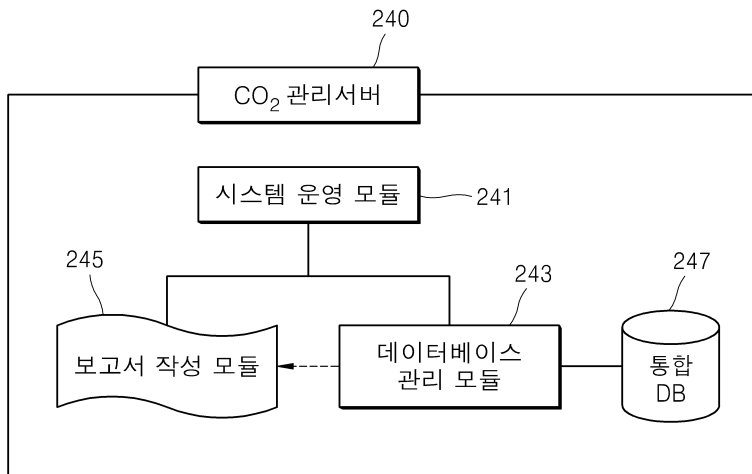 240
CO₂ 관리서버
시스템 운영 모듈
241
245
243
247
보고서 작성 모듈
데이터베이스
관리 모듈
통합
DB